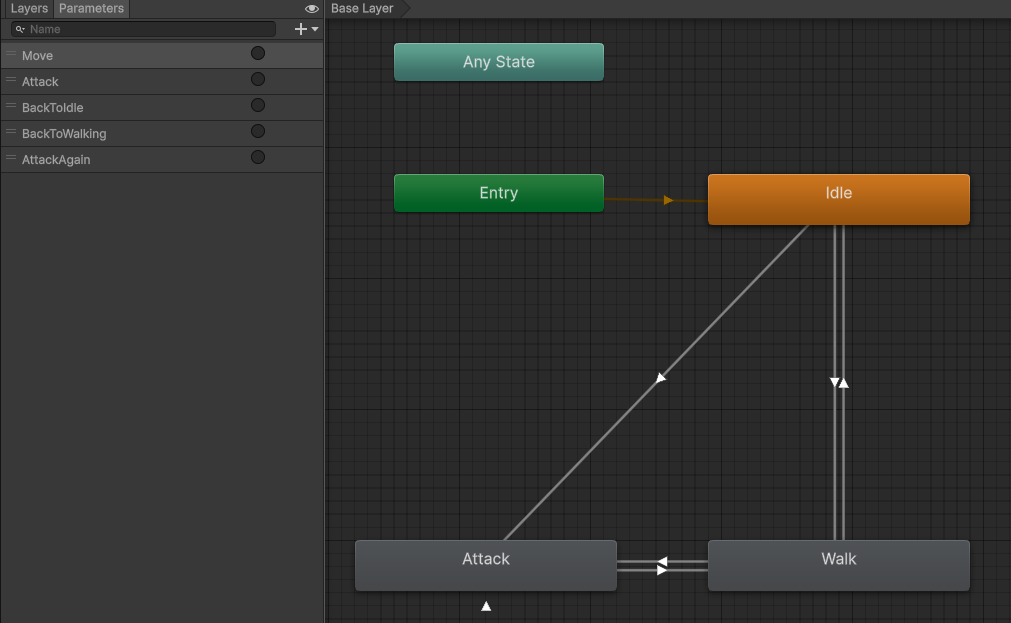 Layers Parameters
Name
Move
Attack
BackToIdle
BackToWalking
AttackAgain
Base Layer
Any State
Entry
Idle
Attack
Walk